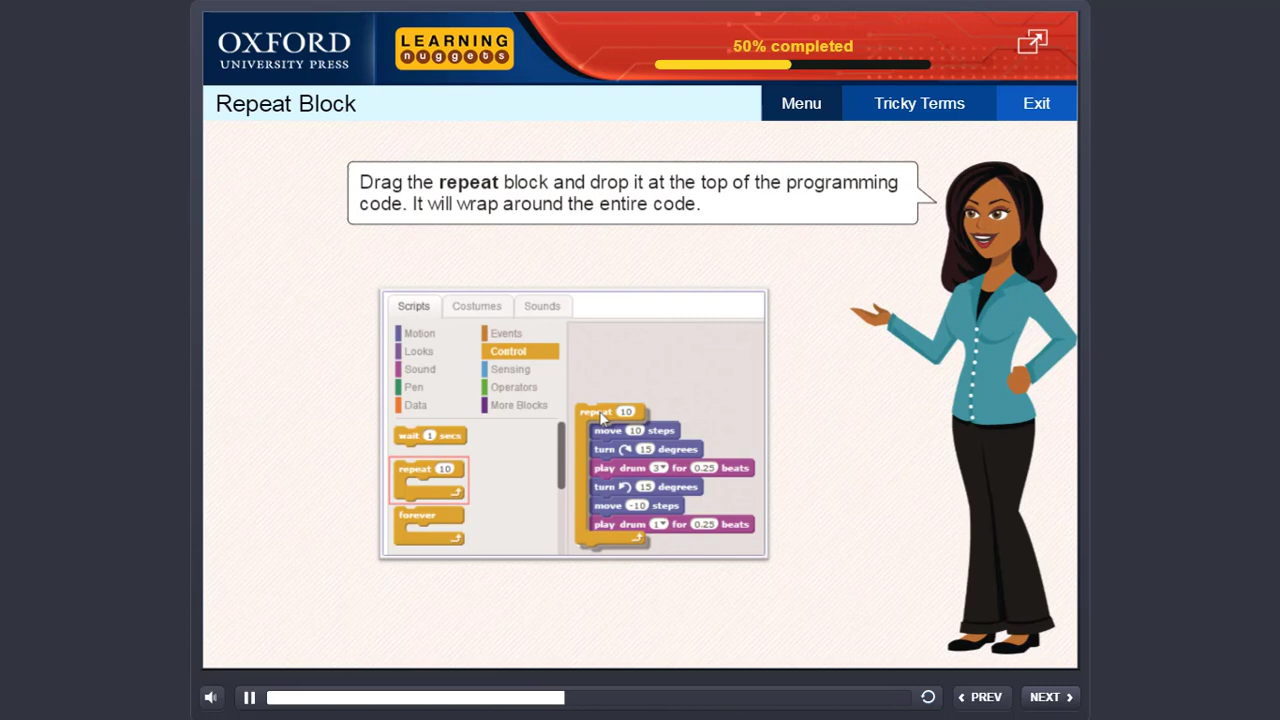 OXFORD
UNIVERSITY PRESS
LEARNING
nuggets
50% completed
Repeat Block
Menu
Tricky Terms
Exit
Drag the repeat block and drop it at the top of the programming
code. It will wrap around the entire code.
Scripts Costumes Sounds
Motion Events
Looks Control
Sound Sensing
Pen Operators
Data More Blocks
wait 1 secs
repeat 10
forever
repeat 10
move 10 steps
turn 15 degrees
play drum 3 for 0.25 beats
turn 15 degrees
move -10 steps
play drum 1 for 0.25 beats
PREV
NEXT